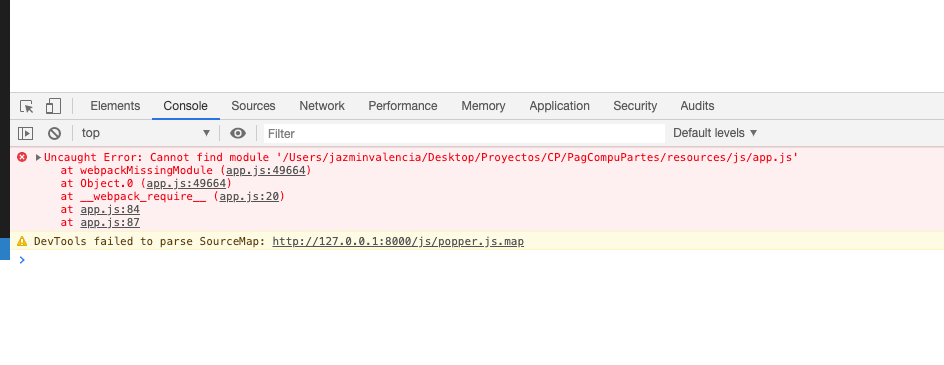 Elements Console Sources Network Performance Memory Application Security Audits
top Filter Default levels
Uncaught Error: Cannot find module '/Users/jazminvalencia/Desktop/Proyectos/CP/PagCompuPartes/resources/js/app.js'
at webpackMissingModule (app.js:49664)
at Object.0 (app.js:49664)
at __webpack_require__ (app.js:20)
at app.js:84
at app.js:87
DevTools failed to parse SourceMap: http://127.0.0.1:8000/js/popper.js.map